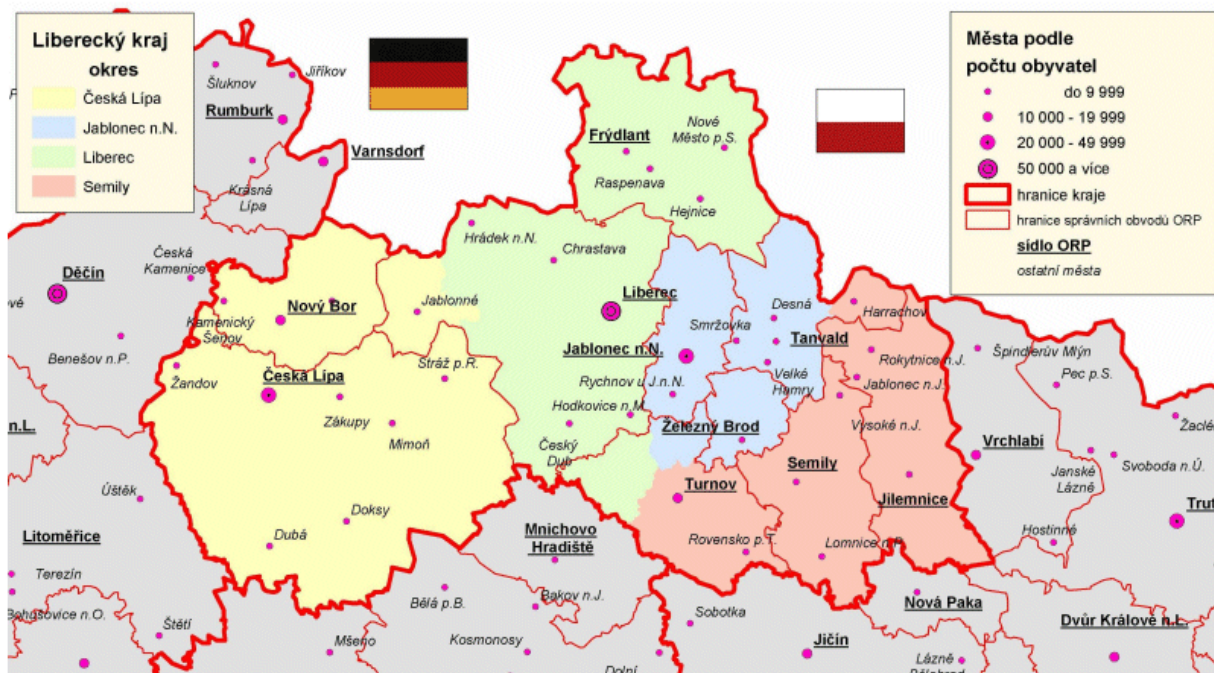 Liberecký kraj
okres
Česká Lípa
Jablonec n.N.
Liberec
Semily
Města podle
počtu obyvatel
do 9 999
10 000 - 19 999
20 000 - 49 999
50 000 a více
hranice kraje
hranice správních obvodů ORP
sídlo ORP
ostatní města
Šluknov
Jiříkov
Rumburk
Varnsdorf
Krásná
Lípa
Nové
Město p.S.
Frýdlant
Raspenava
Hejnice
Hrádek n.N.
Chrastava
Česká
Kamenice
Děčín
Nový Bor
Jablonné
Liberec
Desná
Harrachov
Kamenický
Šenov
Smržovka
Tanvald
Benešov n.P.
Jablonec n.N.
Rokytnice n.J.
Špindlerův Mlýn
Stráž p.R.
Velké
Hamry
Pec p.S.
Žandov
Česká Lípa
Rychnov u J.n.N.
Jablonec n.J.
Hodkovice n.M.
Zákupy
Železný Brod
Vysoké n.J.
Žacléř
n.L.
Mimoň
Český
Dub
Vrchlabí
Semily
Janské
Lázně
Svoboda n.Ú.
Úštěk
Turnov
Jilemnice
Trut
Doksy
Mnichovo
Hradiště
Litoměřice
Dubá
Rovensko p.T.
Lomnice n.P.
Hostinné
Terezín
Bohušovice n.O.
Bělá p.B.
Bakov n.J.
Sobotka
Nová Paka
Dvůr Králové n.L.
Štětí
Mšeno
Kosmonosy
Dolní
Jičín
Lázně
Bělohrad